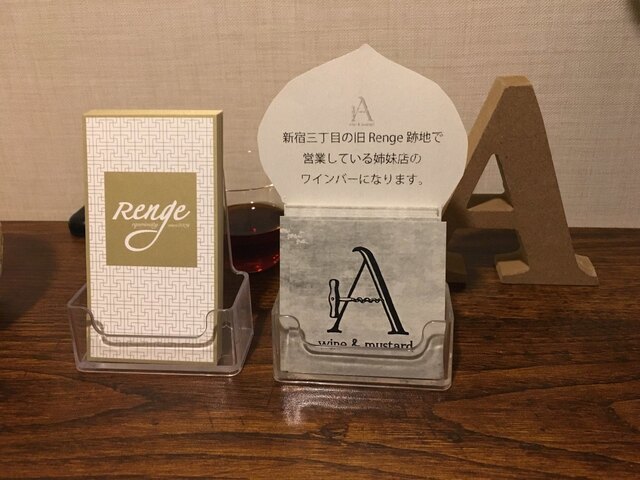 Renge
since2009
A
新宿三丁目の旧 Renge 跡地で
営業している姉妹店の
ワインバーになります。
A
wine & mustard
A